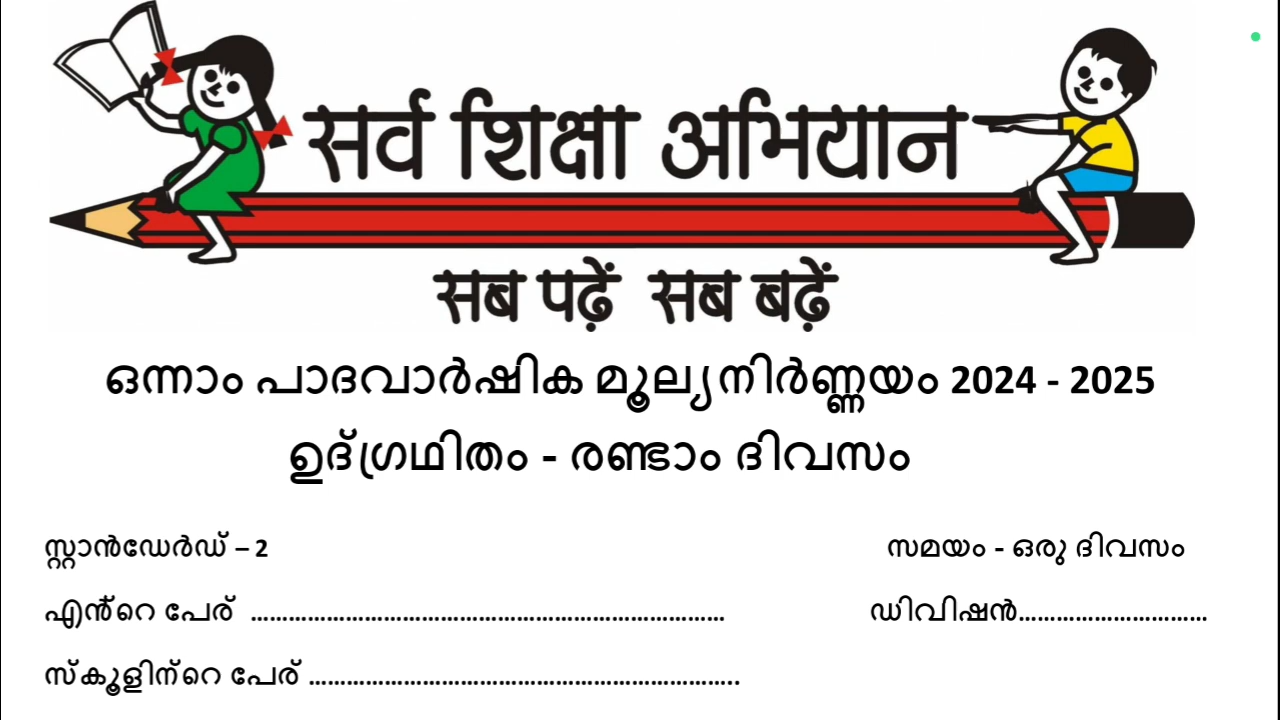 सर्व शिक्षा अभियान
सब पढ़ें सब बढ़ें
ഒന്നാം പാദവാർഷിക മൂല്യനിർണ്ണയം 2024 - 2025
ഉദ്ഗ്രഥിതം - രണ്ടാം ദിവസം
സ്റ്റാൻഡേർഡ് – 2 സമയം - ഒരു ദിവസം
എൻ്റെ പേര് ………………………………………………………………… ഡിവിഷൻ…………………………
സ്കൂളിന്റെ പേര് …………………………………………………………..